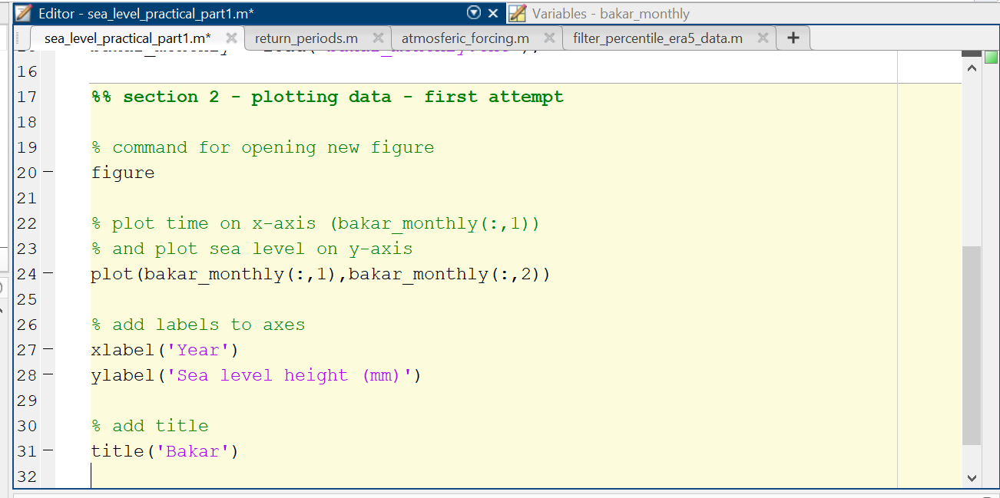 Editor - sea_level_practical_part1.m*
Variables - bakar_monthly
sea_level_practical_part1.m*
return_periods.m
atmosferic_forcing.m
filter_percentile_era5_data.m
16
17 %% section 2 - plotting data - first attempt
18
19 % command for opening new figure
20 figure
21
22 % plot time on x-axis (bakar_monthly(:,1))
23 % and plot sea level on y-axis
24 plot(bakar_monthly(:,1),bakar_monthly(:,2))
25
26 % add labels to axes
27 xlabel('Year')
28 ylabel('Sea level height (mm)')
29
30 % add title
31 title('Bakar')
32